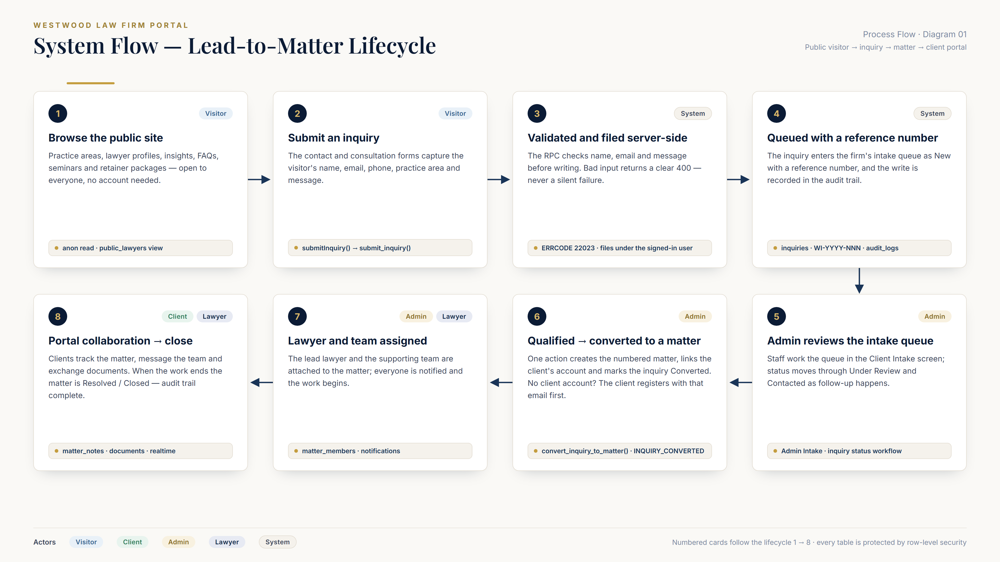 WESTWOOD LAW FIRM PORTAL
System Flow — Lead-to-Matter Lifecycle
Process Flow · Diagram 01
Public visitor → inquiry → matter → client portal
1
Visitor
Browse the public site
Practice areas, lawyer profiles, insights, FAQs,
seminars and retainer packages — open to
everyone, no account needed.
anon read · public_lawyers view
2
Visitor
Submit an inquiry
The contact and consultation forms capture the
visitor's name, email, phone, practice area and
message.
submitInquiry() → submit_inquiry()
3
System
Validated and filed server-side
The RPC checks name, email and message
before writing. Bad input returns a clear 400 —
never a silent failure.
ERRCODE 22023 · files under the signed-in user
4
System
Queued with a reference number
The inquiry enters the firm's intake queue as New
with a reference number, and the write is
recorded in the audit trail.
inquiries · WI-YYYY-NNN · audit_logs
5
Admin
Admin reviews the intake queue
Staff work the queue in the Client Intake screen;
status moves through Under Review and
Contacted as follow-up happens.
Admin Intake · inquiry status workflow
6
Admin
Qualified → converted to a matter
One action creates the numbered matter, links the
client's account and marks the inquiry Converted.
No client account? The client registers with that
email first.
convert_inquiry_to_matter() · INQUIRY_CONVERTED
7
Admin Lawyer
Lawyer and team assigned
The lead lawyer and the supporting team are
attached to the matter; everyone is notified and
the work begins.
matter_members · notifications
8
Client Lawyer
Portal collaboration → close
Clients track the matter, message the team and
exchange documents. When the work ends the
matter is Resolved / Closed — audit trail
complete.
matter_notes · documents · realtime
Actors Visitor Client Admin Lawyer System
Numbered cards follow the lifecycle 1 → 8 · every table is protected by row-level security